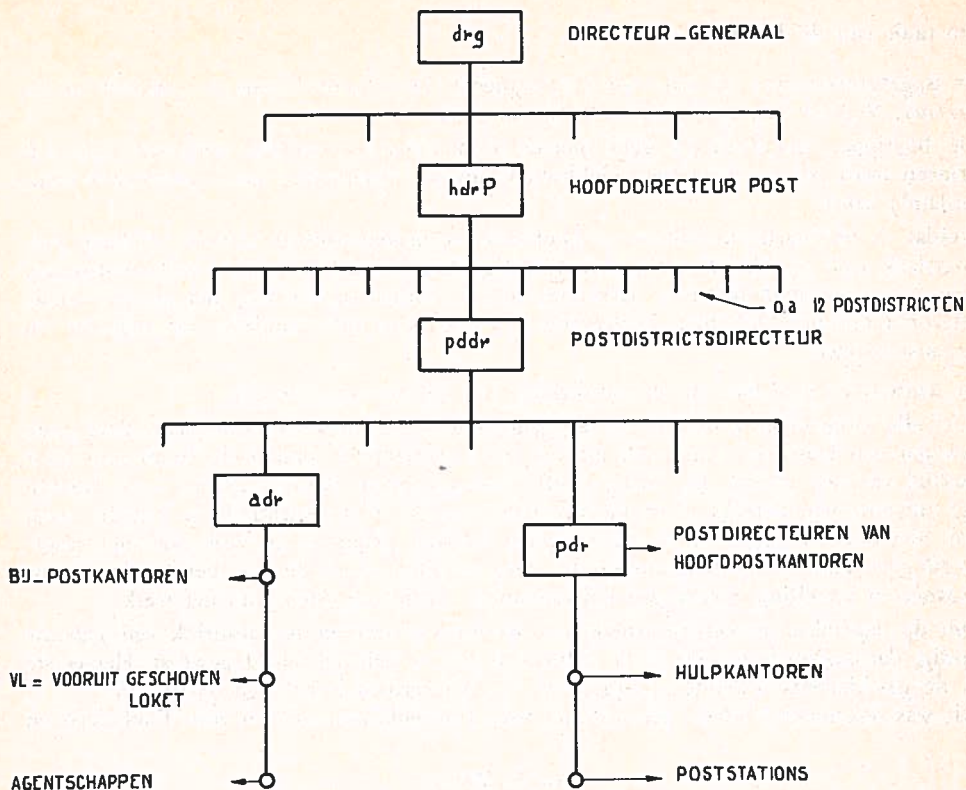 drg
DIRECTEUR_GENERAAL
hdrP
HOOFDDIRECTEUR POST
o.a 12 POSTDISTRICTEN
pddr
POSTDISTRICTSDIRECTEUR
adr
pdr
POSTDIRECTEUREN VAN
HOOFDPOSTKANTOREN
BIJ_POSTKANTOREN
VL = VOORUIT GESCHOVEN
LOKET
HULPKANTOREN
AGENTSCHAPPEN
POSTSTATIONS